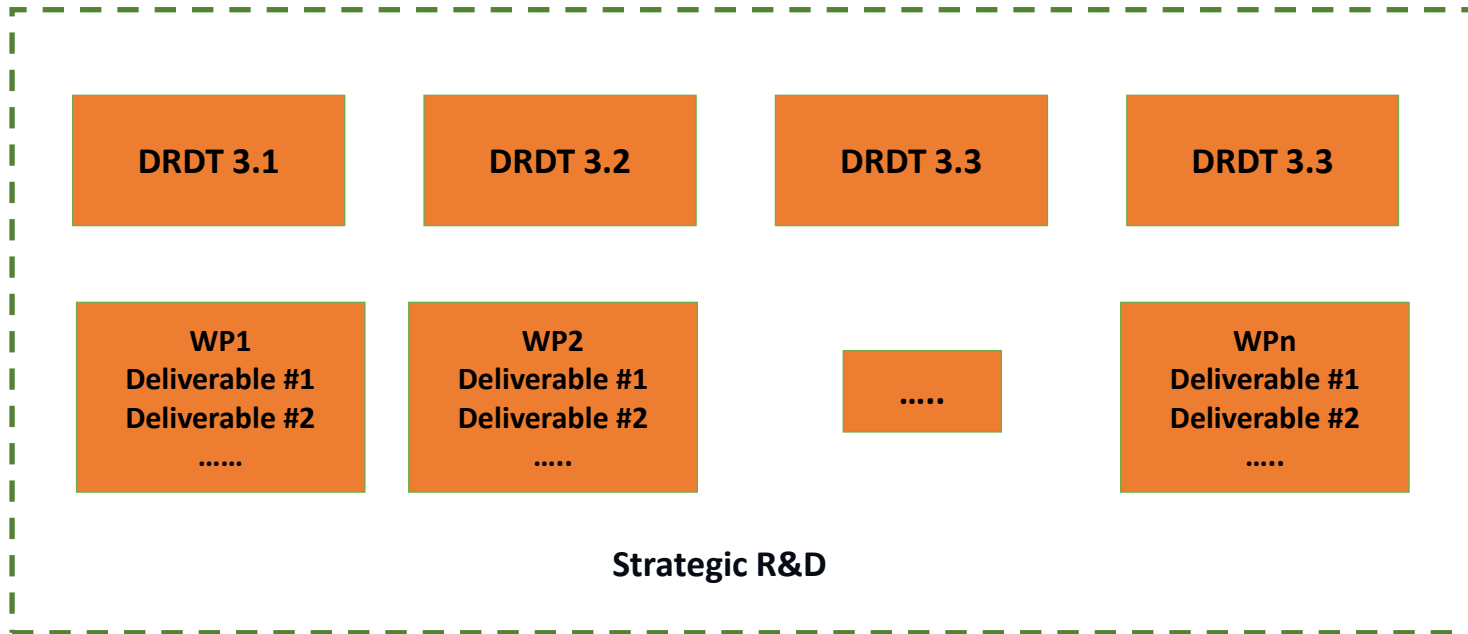 DRDT 3.1
DRDT 3.2
DRDT 3.3
DRDT 3.3
WP1
Deliverable #1
Deliverable #2
……
WP2
Deliverable #1
Deliverable #2
…..
…..
WPn
Deliverable #1
Deliverable #2
…..
Strategic R&D